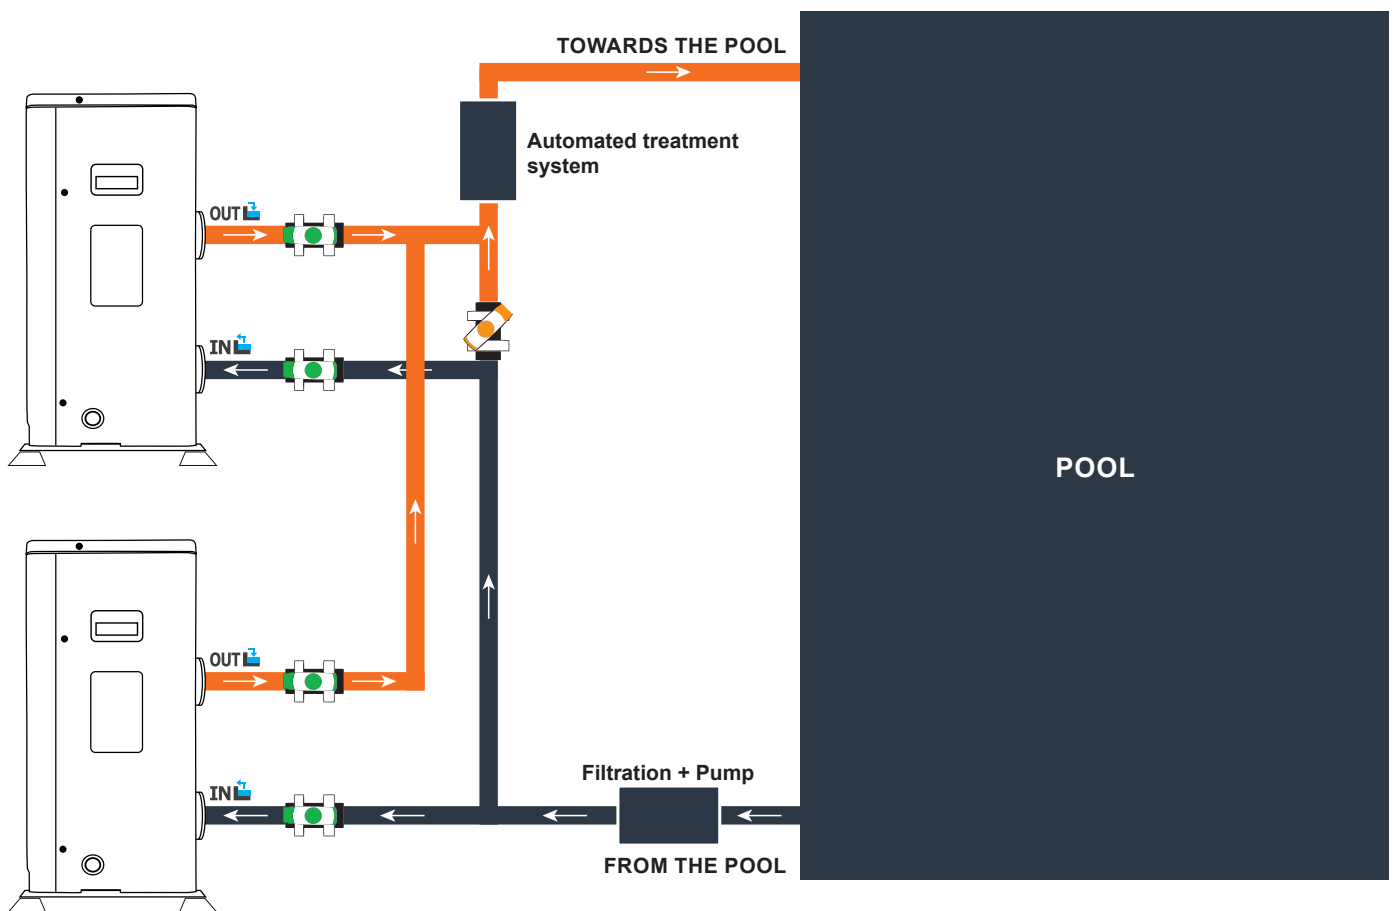 TOWARDS THE POOL
Automated treatment
system
OUT
IN
POOL
OUT
IN
Filtration + Pump
FROM THE POOL